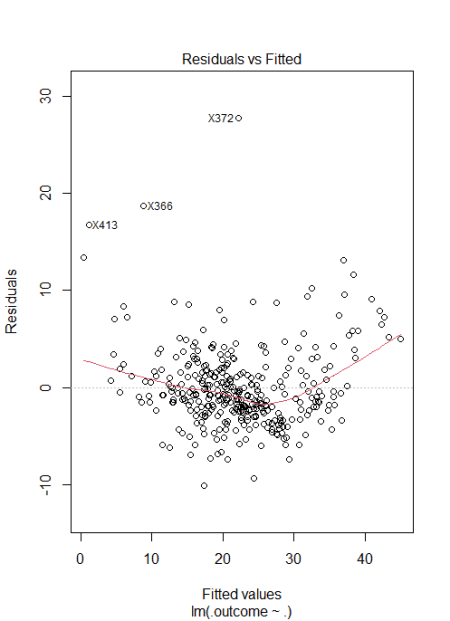 Residuals vs Fitted
30
X372
20
X366
X413
10
0
-10
Residuals
0 10 20 30 40
Fitted values
lm(.outcome ~ .)